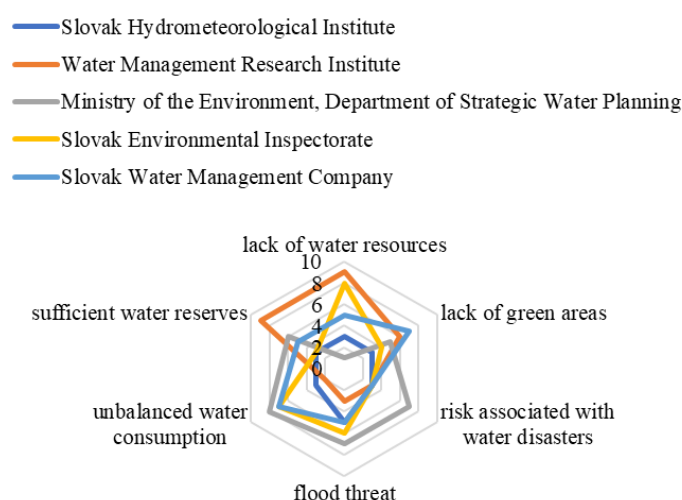 Slovak Hydrometeorological Institute
Water Management Research Institute
Ministry of the Environment, Department of Strategic Water Planning
Slovak Environmental Inspectorate
Slovak Water Management Company
lack of water resources
10
8
6
4
2
0
sufficient water reserves
lack of green areas
unbalanced water
consumption
risk associated with
water disasters
flood threat